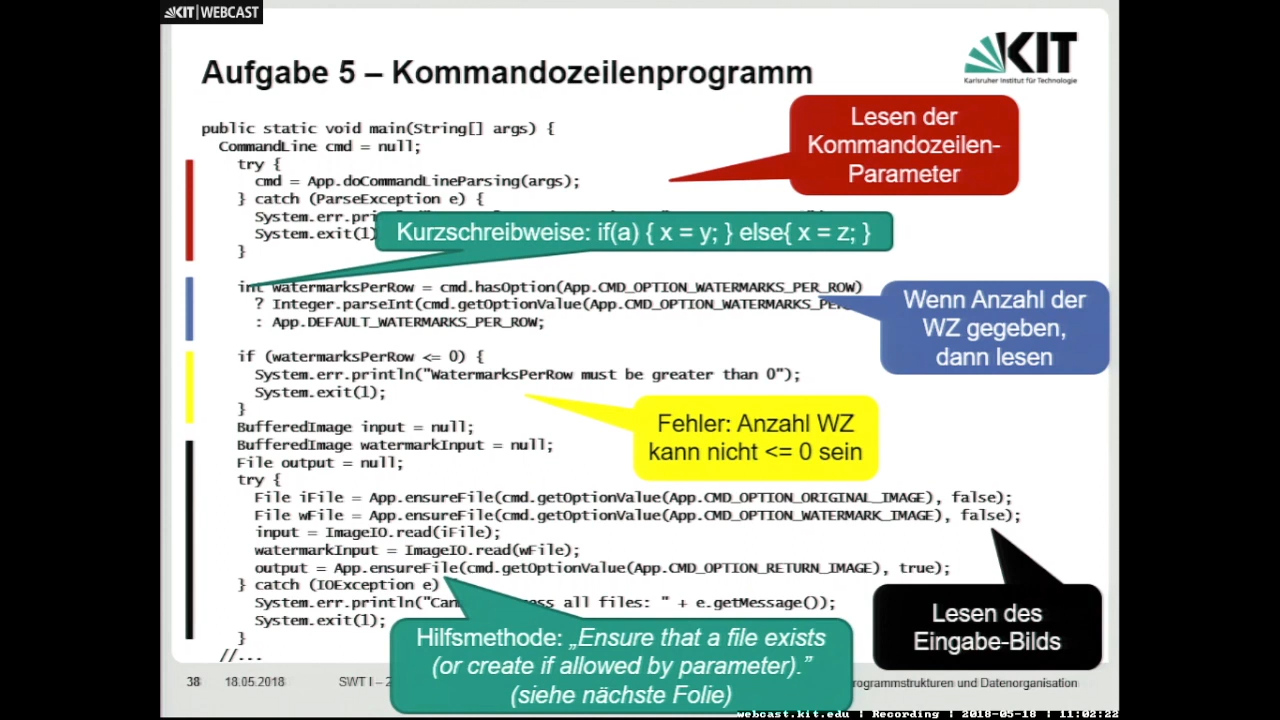 KIT | WEBCAST
Aufgabe 5 – Kommandozeilenprogramm
KIT
Karlsruher Institut für Technologie
public static void main(String[] args) {
CommandLine cmd = null;
try {
cmd = App.doCommandLineParsing(args);
} catch (ParseException e) {
System.err.pri
System.exit(1)
}
Lesen der
Kommandozeilen-
Parameter
Kurzschreibweise: if(a) { x = y; } else{ x = z; }
int watermarksPerRow = cmd.hasOption(App.CMD_OPTION_WATERMARKS_PER_ROW)
? Integer.parseInt(cmd.getOptionValue(App.CMD_OPTION_WATERMARKS_PE
: App.DEFAULT_WATERMARKS_PER_ROW;
Wenn Anzahl der
WZ gegeben,
dann lesen
if (watermarksPerRow <= 0) {
System.err.println("WatermarksPerRow must be greater than 0");
System.exit(1);
}
Fehler: Anzahl WZ
kann nicht <= 0 sein
BufferedImage input = null;
BufferedImage watermarkInput = null;
File output = null;
try {
File iFile = App.ensureFile(cmd.getOptionValue(App.CMD_OPTION_ORIGINAL_IMAGE), false);
File wFile = App.ensureFile(cmd.getOptionValue(App.CMD_OPTION_WATERMARK_IMAGE), false);
input = ImageIO.read(iFile);
watermarkInput = ImageIO.read(wFile);
output = App.ensureFile(cmd.getOptionValue(App.CMD_OPTION_RETURN_IMAGE), true);
} catch (IOException e)
System.err.println("Can ess all files: " + e.getMessage());
System.exit(1);
}
//...
Lesen des
Eingabe-Bilds
Hilfsmethode: „Ensure that a file exists
(or create if allowed by parameter).”
(siehe nächste Folie)
38 18.05.2018 SWT I – rogrammstrukturen und Datenorganisation
webcast.kit.edu | Recording | 2018-05-18 | 11:02:22